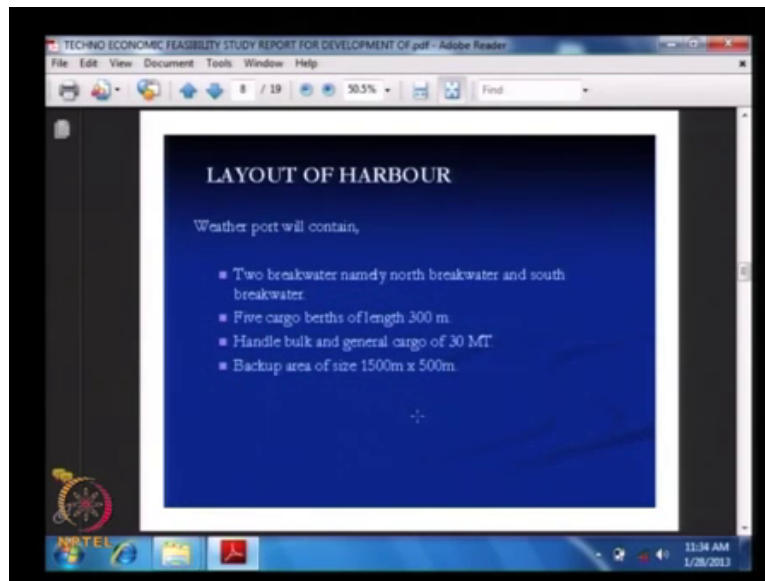 TECHNO ECONOMIC FEASIBILITY STUDY REPORT FOR DEVELOPMENT OF.pdf - Adobe Reader
File Edit View Document Tools Window Help
8 / 19 50.5% Find
LAYOUT OF HARBOUR
Weather port will contain,
Two breakwater namely north breakwater and south
breakwater.
Five cargo berths of length 300 m.
Handle bulk and general cargo of 30 MT.
Backup area of size 1500m x 500m.
NPTEL
11:34 AM
1/28/2013